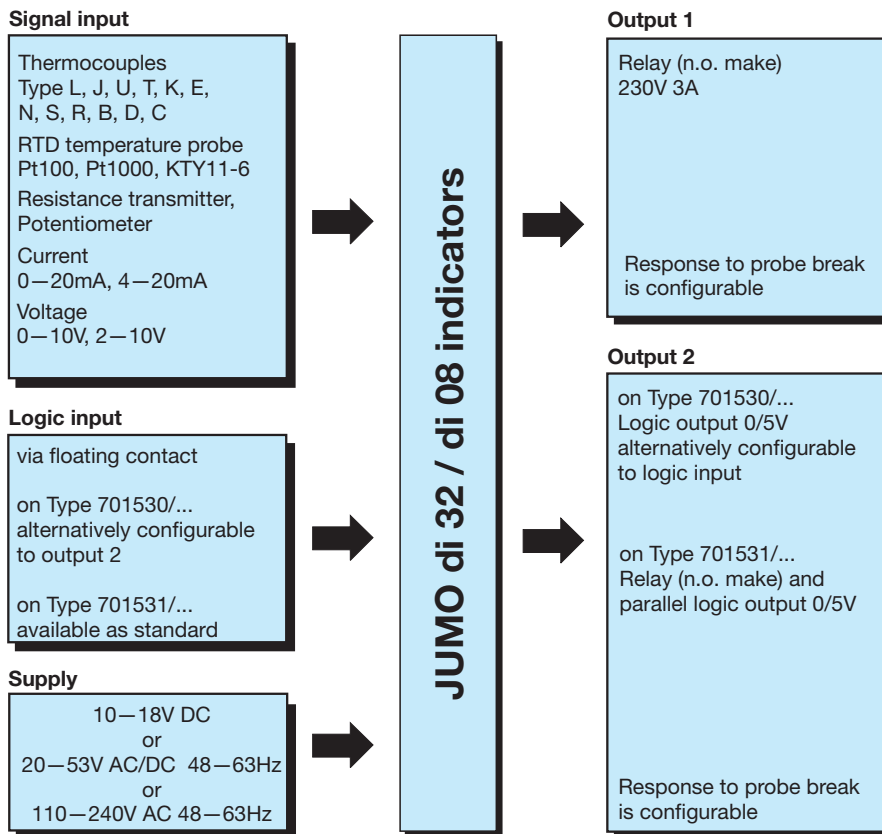 Signal input
Thermocouples
Type L, J, U, T, K, E,
N, S, R, B, D, C
RTD temperature probe
Pt100, Pt1000, KTY11-6
Resistance transmitter,
Potentiometer
Current
0—20mA, 4—20mA
Voltage
0—10V, 2—10V
Logic input
via floating contact
on Type 701530/...
alternatively configurable
to output 2
on Type 701531/...
available as standard
Supply
10—18V DC
or
20—53V AC/DC 48—63Hz
or
110—240V AC 48—63Hz
JUMO di 32 / di 08 indicators
Output 1
Relay (n.o. make)
230V 3A
Response to probe break
is configurable
Output 2
on Type 701530/...
Logic output 0/5V
alternatively configurable
to logic input
on Type 701531/...
Relay (n.o. make) and
parallel logic output 0/5V
Response to probe break
is configurable